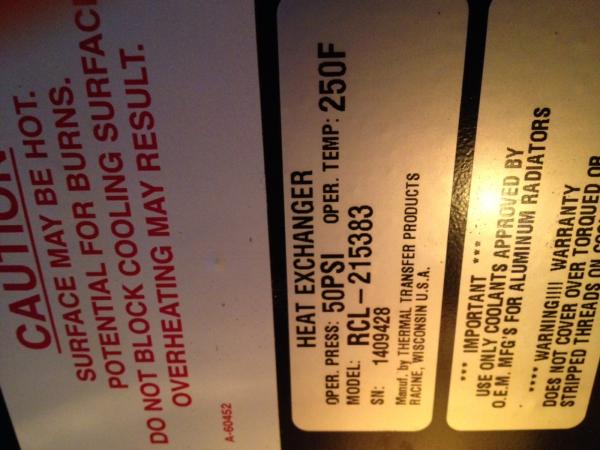 CAUTION
SURFACE MAY BE HOT.
POTENTIAL FOR BURNS.
DO NOT BLOCK COOLING SURFAC
OVERHEATING MAY RESULT.
A-60452
HEAT EXCHANGER
OPER. PRESS: 50PSI OPER. TEMP: 250F
MODEL: RCL-215383
SN: 1409428
Manuf. by THERMAL TRANSFER PRODUCTS
RACINE, WISCONSIN U.S.A.
*** IMPORTANT ***
USE ONLY COOLANTS APPROVED BY
O.E.M. MFG'S FOR ALUMINUM RADIATORS
**** WARNING!!!! WARRANTY
DOES NOT COVER OVER TORQUED OR
STRIPPED THREADS ON